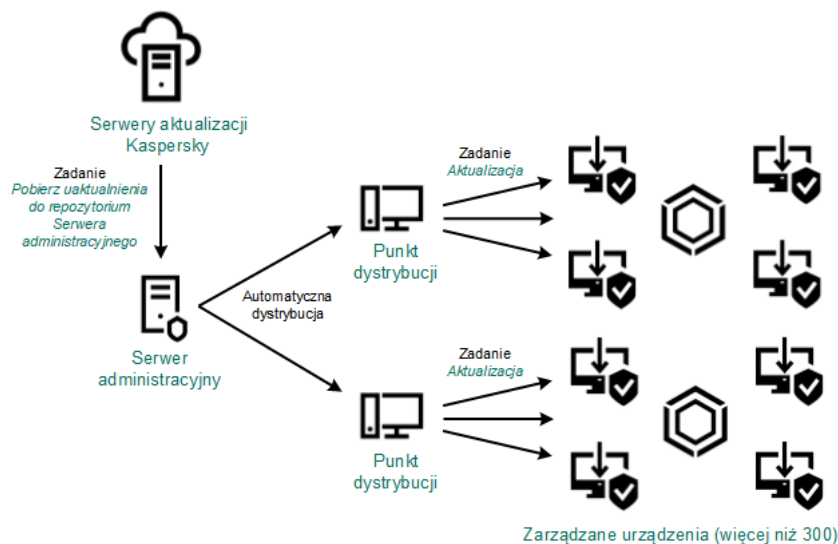 Serwery aktualizacji
Kaspersky
Zadanie
Pobierz uaktualnienia
do repozytorium
Serwera
administracyjnego
Serwer
administracyjny
Automatyczna
dystrybucja
Punkt
dystrybucji
Zadanie
Aktualizacja
Punkt
dystrybucji
Zadanie
Aktualizacja
Zarządzane urządzenia (więcej niż 300)